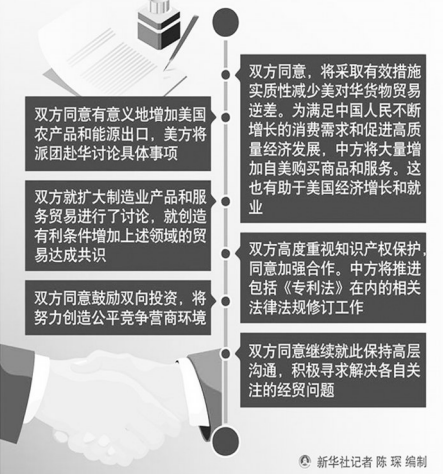 双方同意，将采取有效措施
实质性减少美对华货物贸易
逆差。为满足中国人民不断
增长的消费需求和促进高质
量经济发展，中方将大量增
加自美购买商品和服务。这
也有助于美国经济增长和就
业
双方同意有意义地增加美国
农产品和能源出口，美方将
派团赴华讨论具体事项
双方就扩大制造业产品和服
务贸易进行了讨论，就创造
有利条件增加上述领域的贸
易达成共识
双方高度重视知识产权保护，
同意加强合作。中方将推进
包括《专利法》在内的相关
法律法规修订工作
双方同意鼓励双向投资，将
努力创造公平竞争营商环境
双方同意继续就此保持高层
沟通，积极寻求解决各自关
注的经贸问题
新华社记者 陈 琛 编制